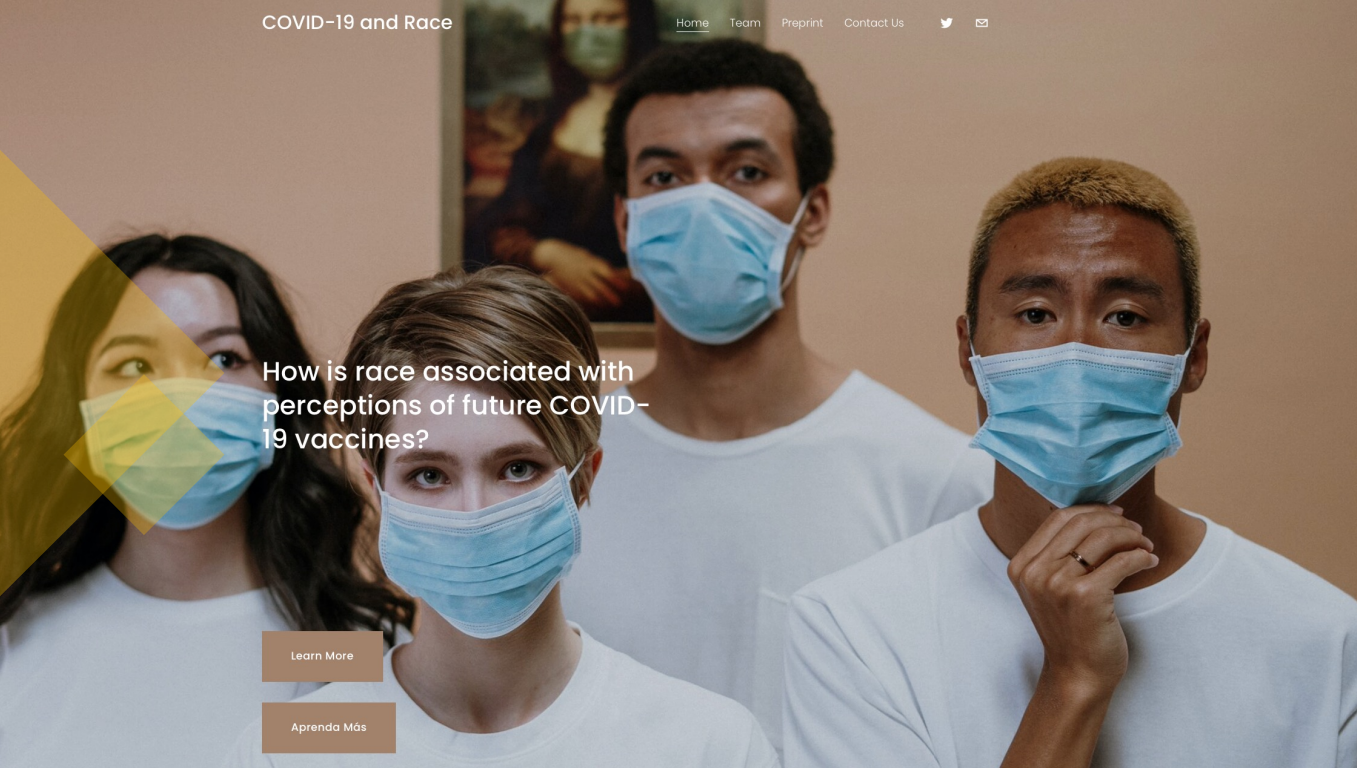 COVID-19 and Race
Home Team Preprint Contact Us
How is race associated with
perceptions of future COVID-
19 vaccines?
Learn More
Aprenda Más